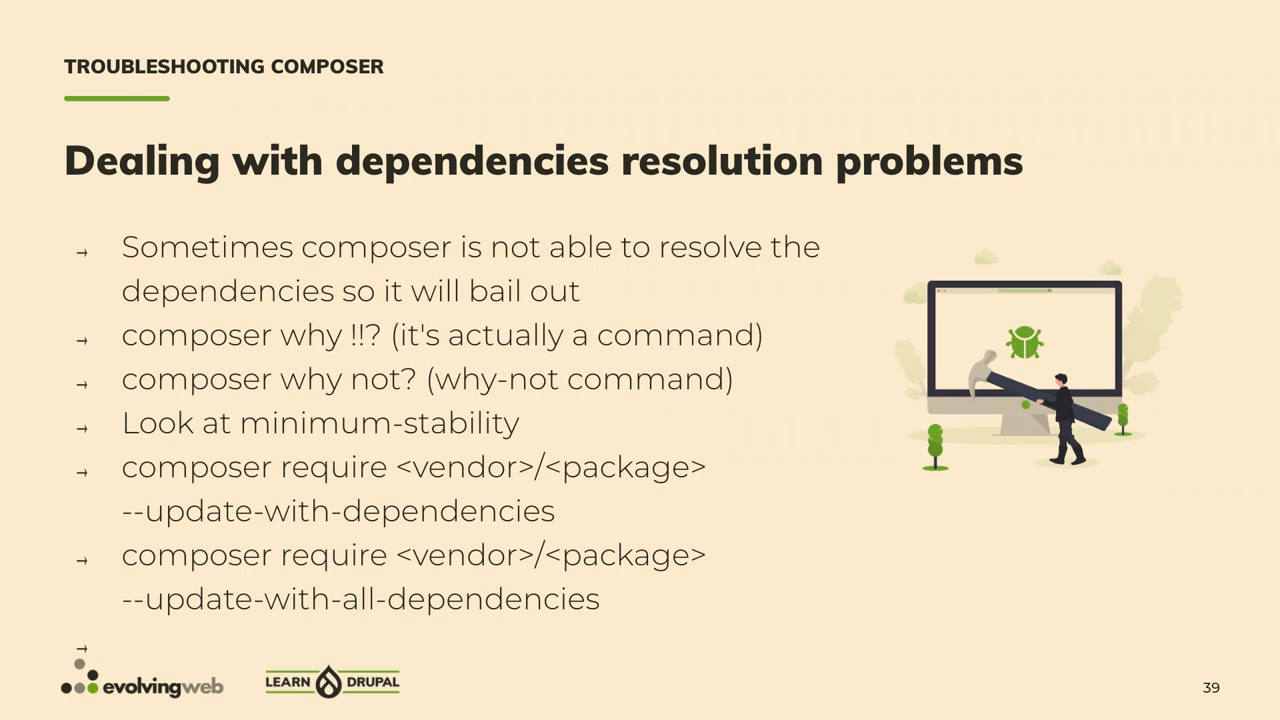 TROUBLESHOOTING COMPOSER
Dealing with dependencies resolution problems
→ Sometimes composer is not able to resolve the
dependencies so it will bail out
→ composer why !!? (it's actually a command)
→ composer why not? (why-not command)
→ Look at minimum-stability
→ composer require <vendor>/<package>
--update-with-dependencies
→ composer require <vendor>/<package>
--update-with-all-dependencies
→
evolvingweb
LEARN DRUPAL
39